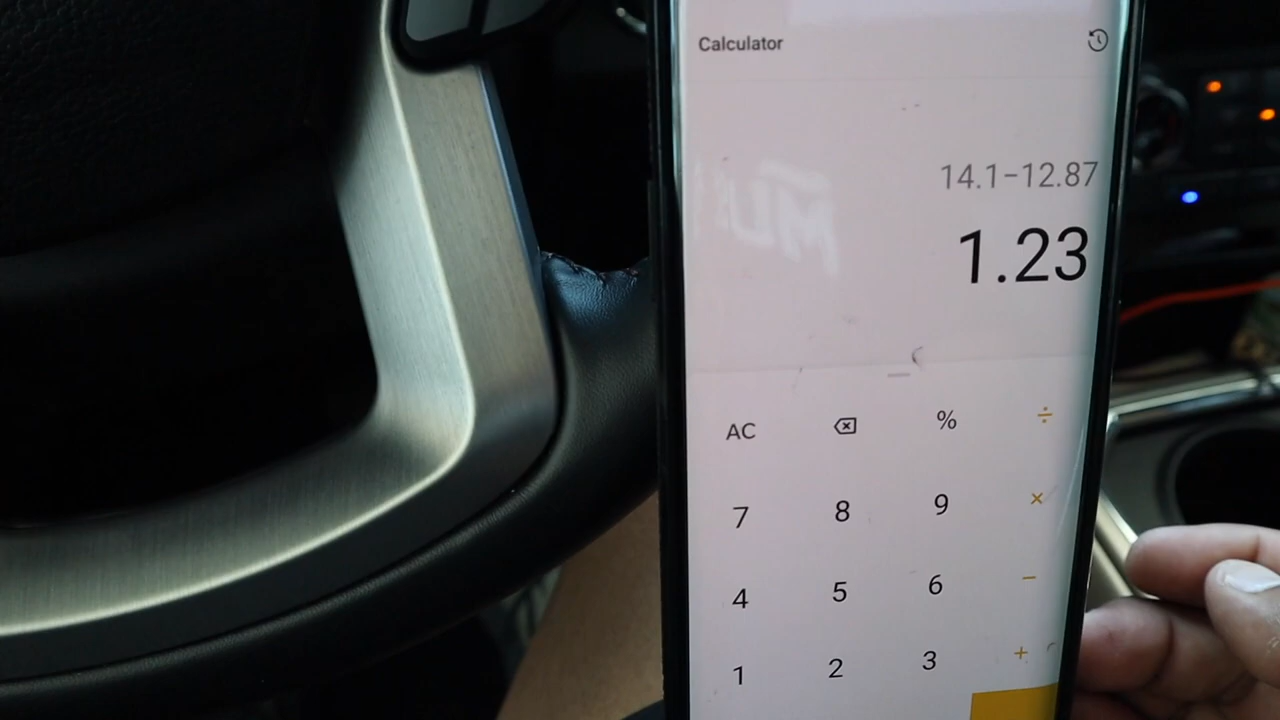 Calculator
14.1−12.87
1.23
AC % ÷
7 8 9 ×
4 5 6 −
1 2 3 +